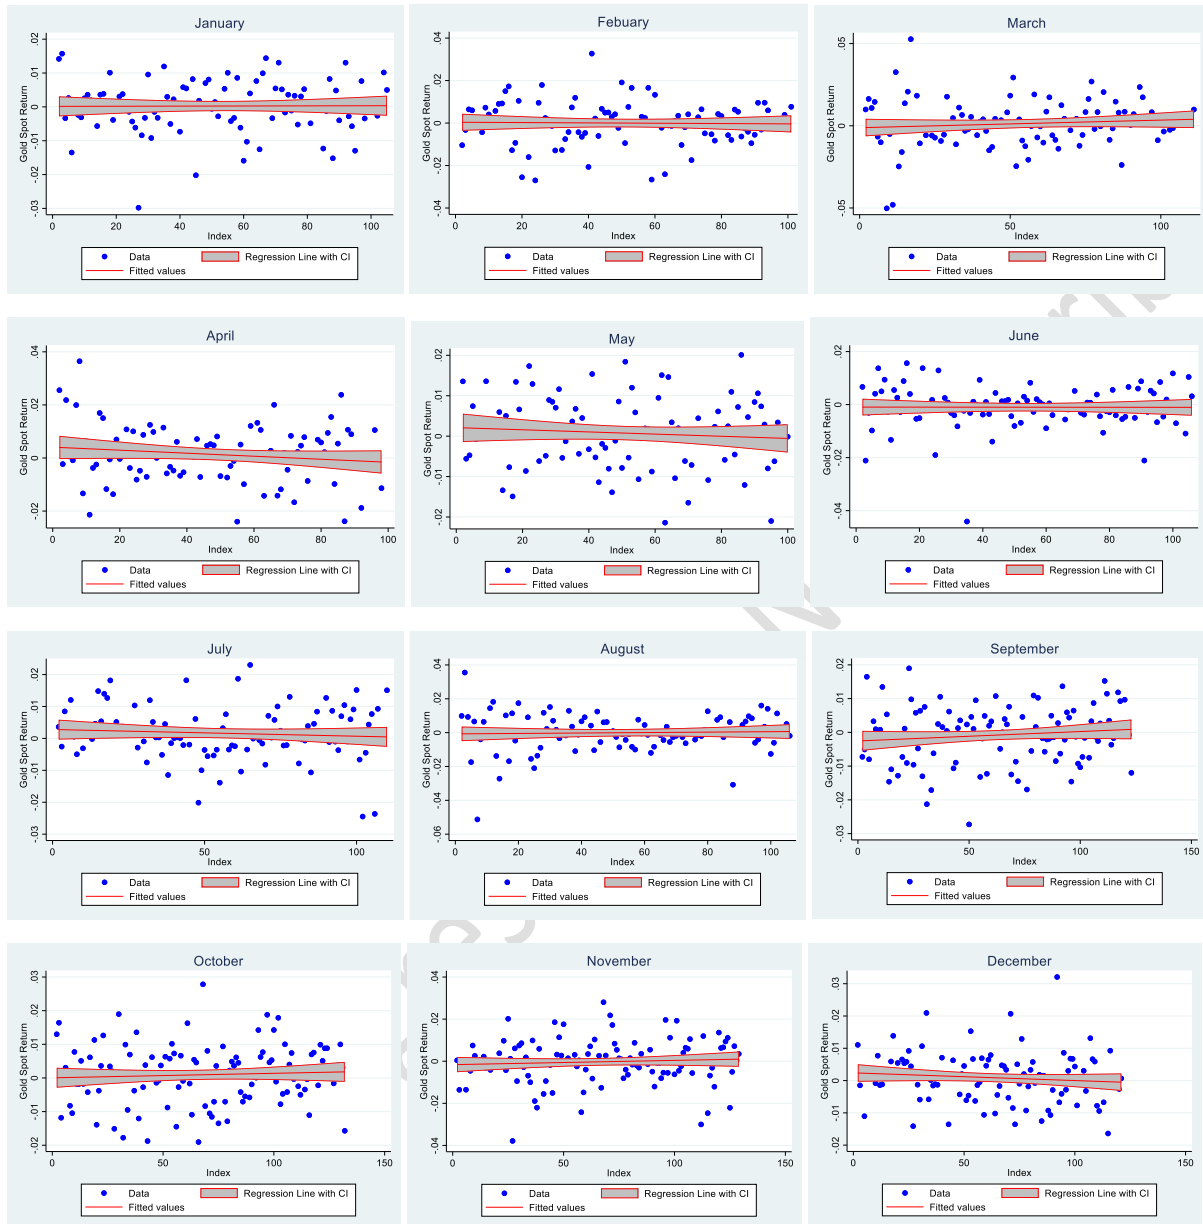 January
Gold Spot Return
.02
.01
0
-.01
-.02
-.03
0 20 40 60 80 100
Index
Data Regression Line with CI
Fitted values
Febuary
Gold Spot Return
.04
.02
0
-.02
-.04
0 20 40 60 80 100
Index
Data Regression Line with CI
Fitted values
March
Gold Spot Return
.05
0
-.05
0 50 100
Index
Data Regression Line with CI
Fitted values
April
Gold Spot Return
.04
.02
0
-.02
0 20 40 60 80 100
Index
Data Regression Line with CI
Fitted values
May
Gold Spot Return
.02
.01
0
-.01
-.02
0 20 40 60 80 100
Index
Data Regression Line with CI
Fitted values
June
Gold Spot Return
.02
0
-.02
-.04
0 20 40 60 80 100
Index
Data Regression Line with CI
Fitted values
July
Gold Spot Return
.02
.01
0
-.01
-.02
-.03
50 100
Index
Data Regression Line with CI
Fitted values
August
Gold Spot Return
.04
.02
0
-.02
-.04
-.06
0 20 40 60 80 100
Index
Data Regression Line with CI
Fitted values
September
Gold Spot Return
.02
.01
0
-.01
-.02
-.03
0 50 100 150
Index
Data Regression Line with CI
Fitted values
October
Gold Spot Return
.03
.02
.01
0
-.01
-.02
0 50 100 150
Index
Data Regression Line with CI
Fitted values
November
Gold Spot Return
.04
.02
0
-.02
-.04
0 50 100 150
Index
Data Regression Line with CI
Fitted values
December
Gold Spot Return
.03
.02
.01
0
-.01
-.02
0 50 100 150
Index
Data Regression Line with CI
Fitted values